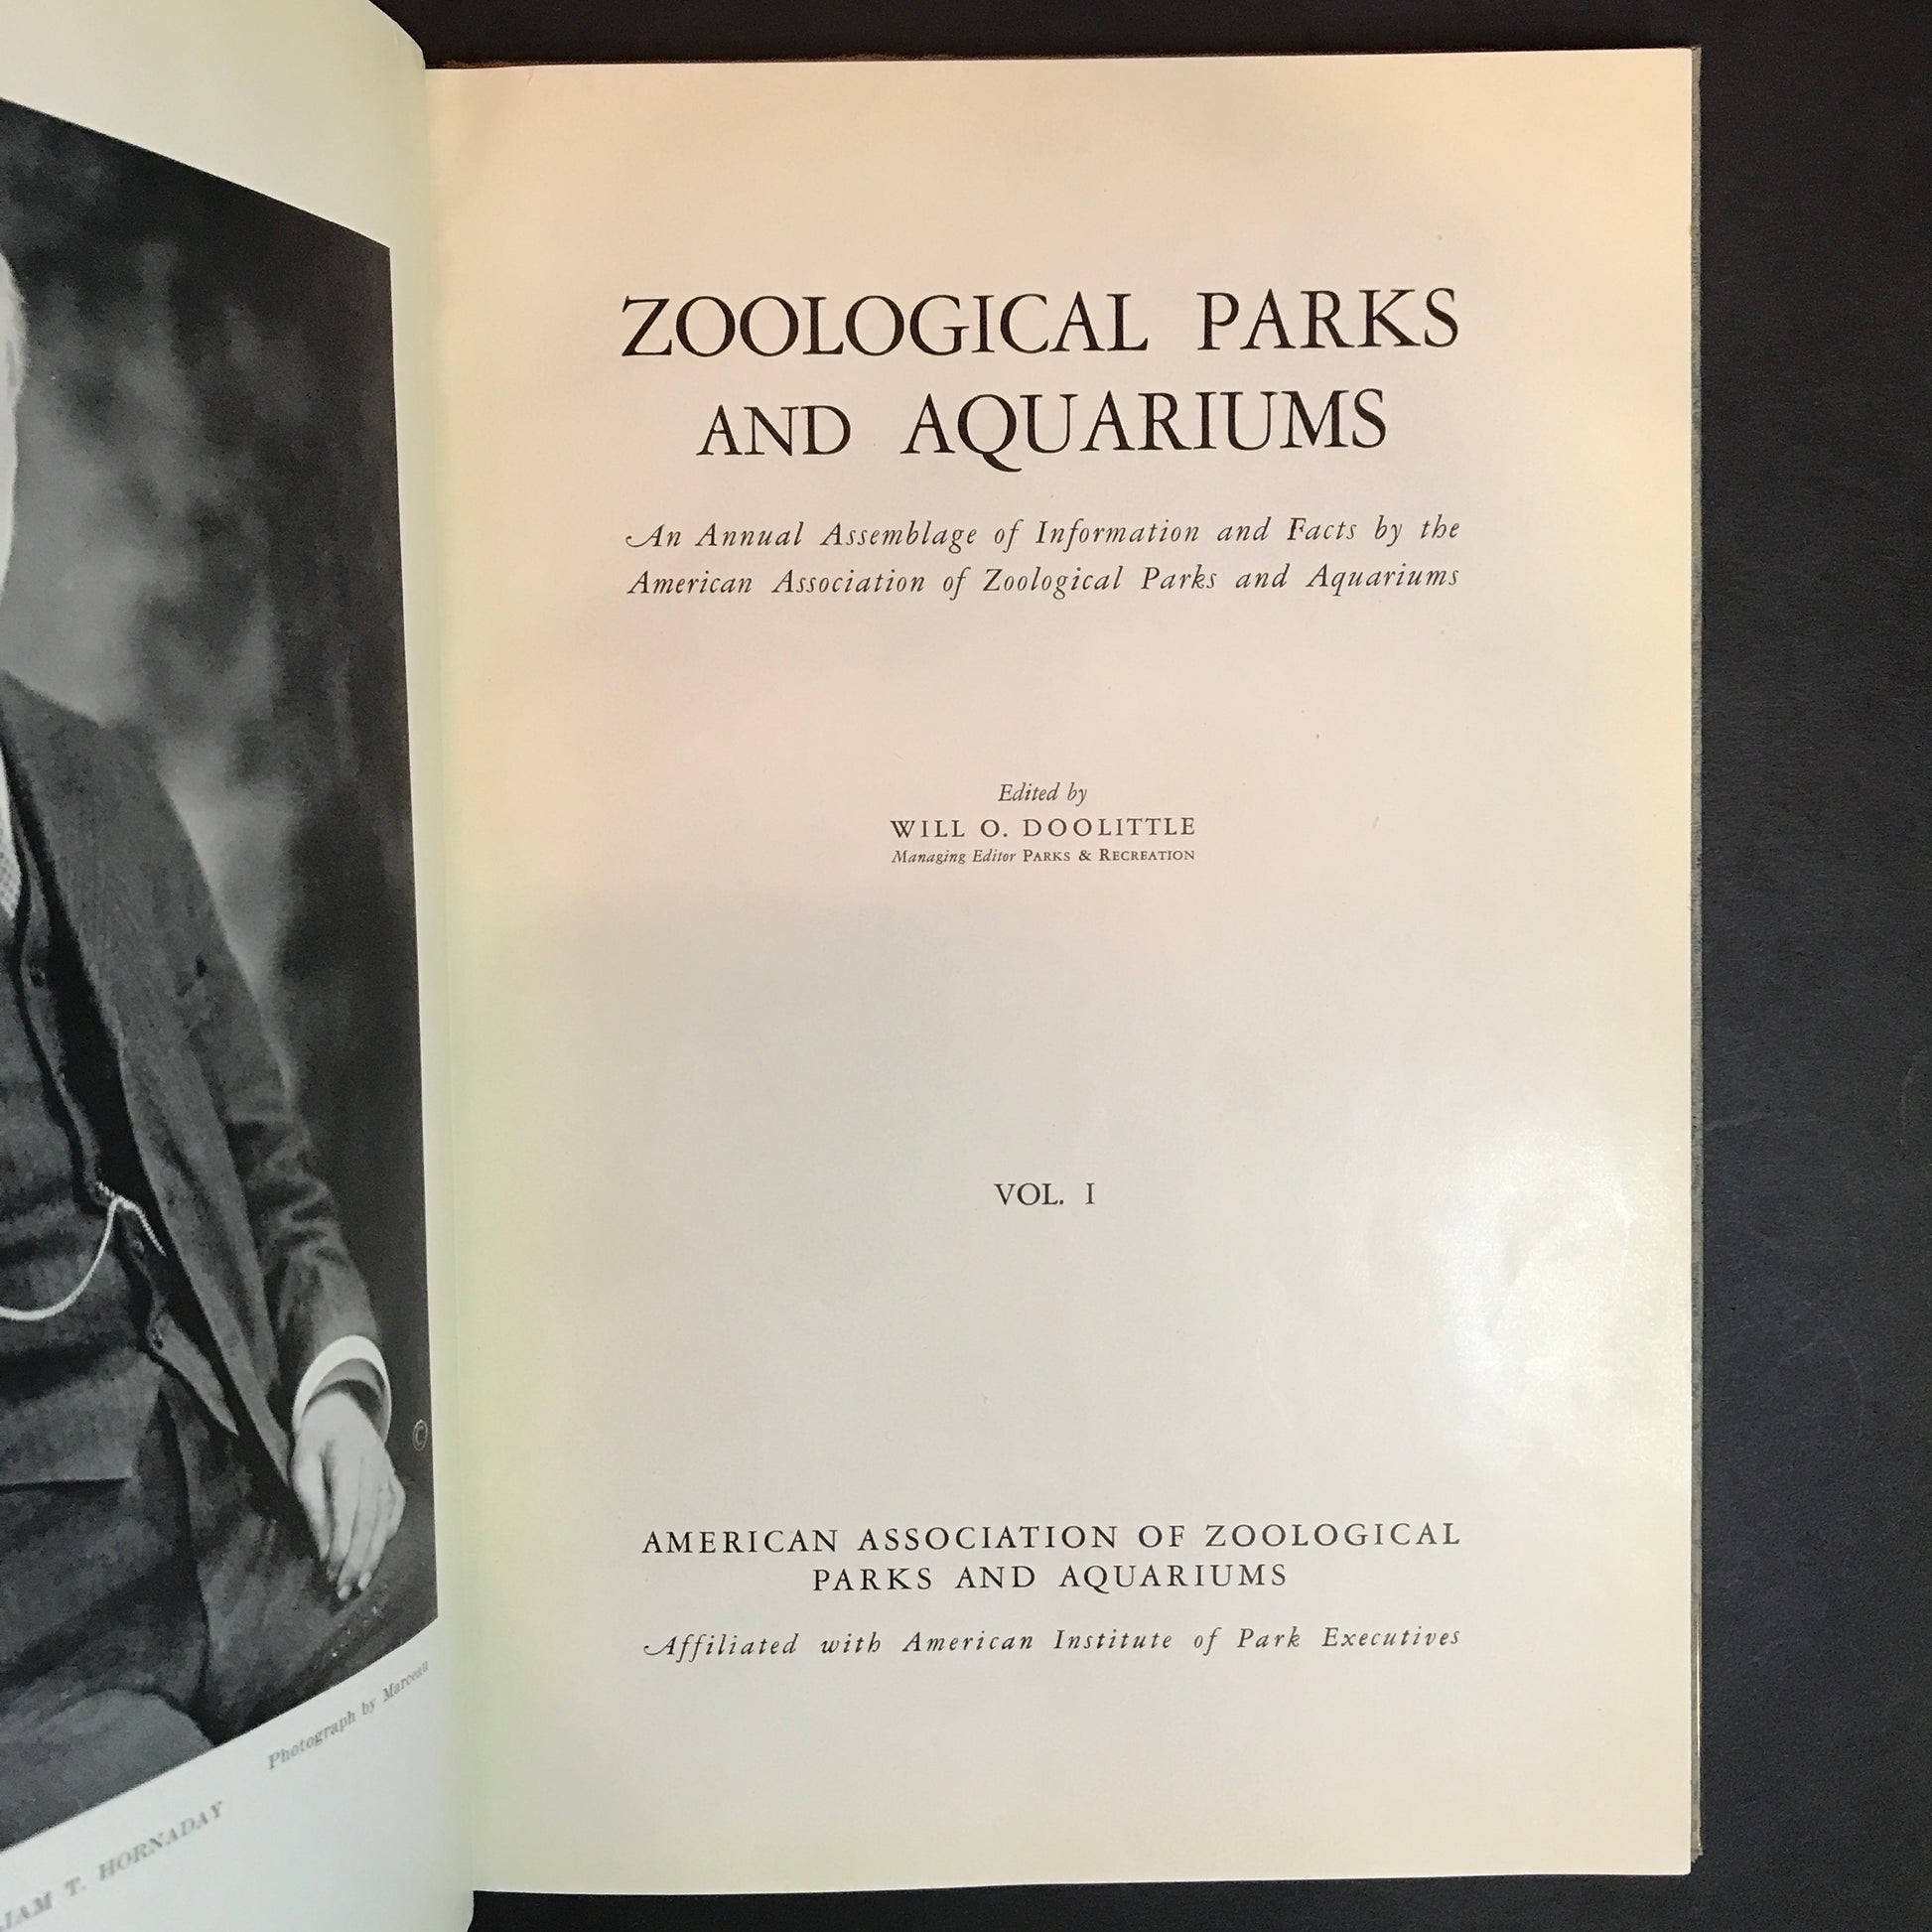 ©
Photograph by Marceau
T. HORNADAY
ZOOLOGICAL PARKS
AND AQUARIUMS
An Annual Assemblage of Information and Facts by the
American Association of Zoological Parks and Aquariums
Edited by
WILL O. DOOLITTLE
Managing Editor PARKS & RECREATION
VOL. I
AMERICAN ASSOCIATION OF ZOOLOGICAL
PARKS AND AQUARIUMS
Affiliated with American Institute of Park Executives